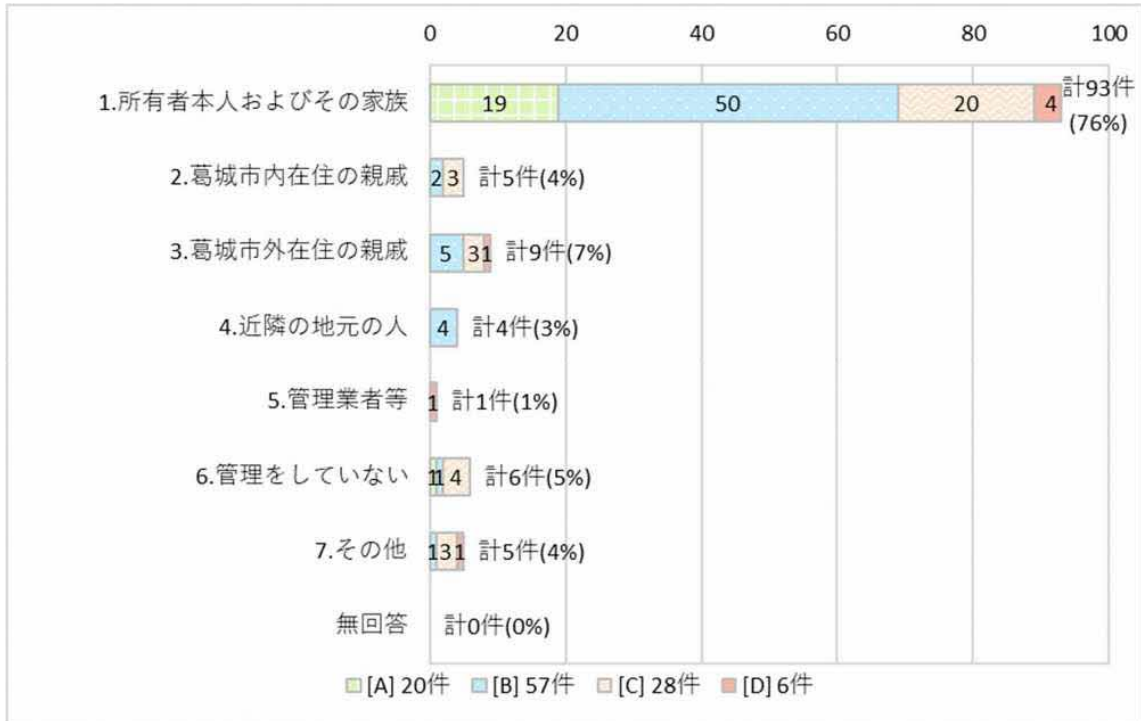 0 20 40 60 80 100
1.所有者本人およびその家族 19 50 20 4 計93件
(76%)
2.葛城市内在住の親戚 2 3 計5件(4%)
3.葛城市外在住の親戚 5 3 1 計9件(7%)
4.近隣の地元の人 4 計4件(3%)
5.管理業者等 1 計1件(1%)
6.管理をしていない 1 1 4 計6件(5%)
7.その他 1 3 1 計5件(4%)
無回答 計0件(0%)
[A] 20件 [B] 57件 [C] 28件 [D] 6件